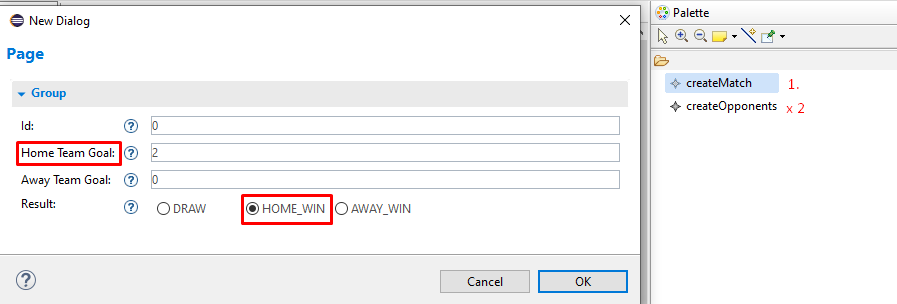 New Dialog
Page
Group
Id: 0
Home Team Goal: 2
Away Team Goal: 0
Result: DRAW HOME_WIN AWAY_WIN
Cancel OK
Palette
createMatch 1.
createOpponents x 2